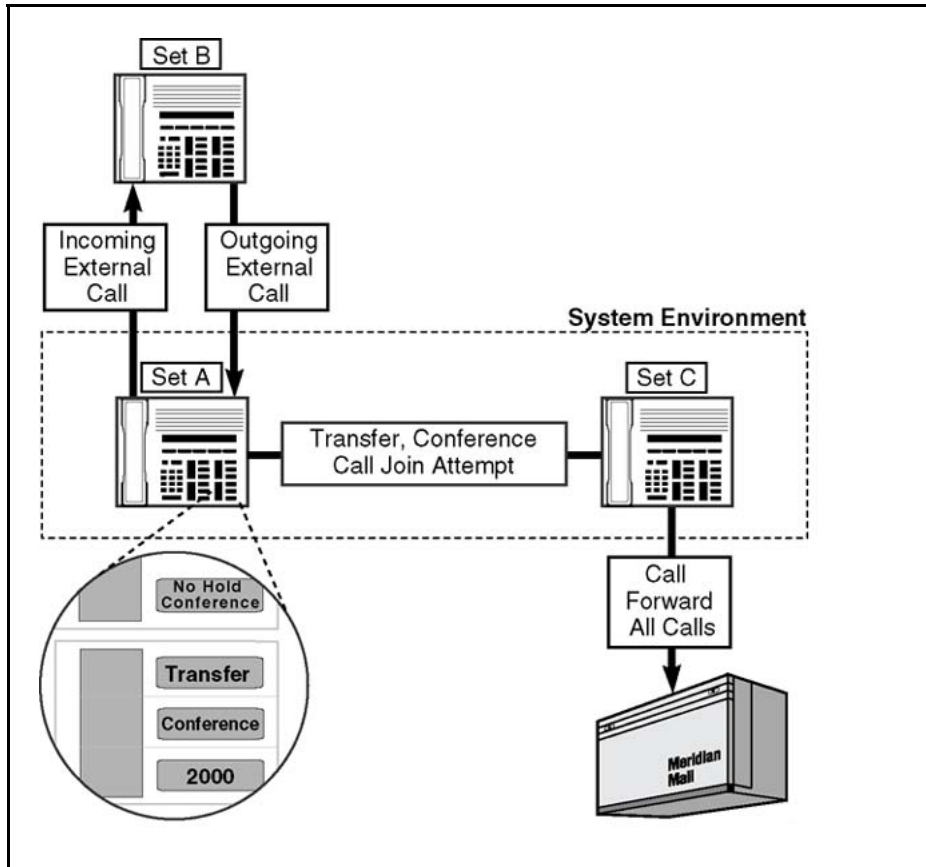 Set B
Incoming
External
Call
Outgoing
External
Call
System Environment
Set A
Set C
Transfer, Conference
Call Join Attempt
No Hold
Conference
Transfer
Conference
2000
Call
Forward
All Calls
Meridian
Mail